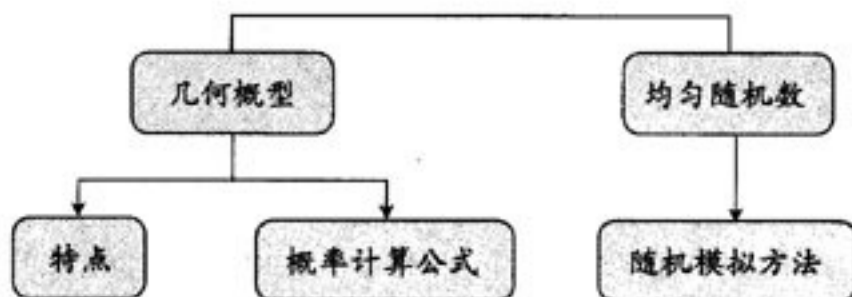 几何概型
均匀随机数
特点
概率计算公式
随机模拟方法